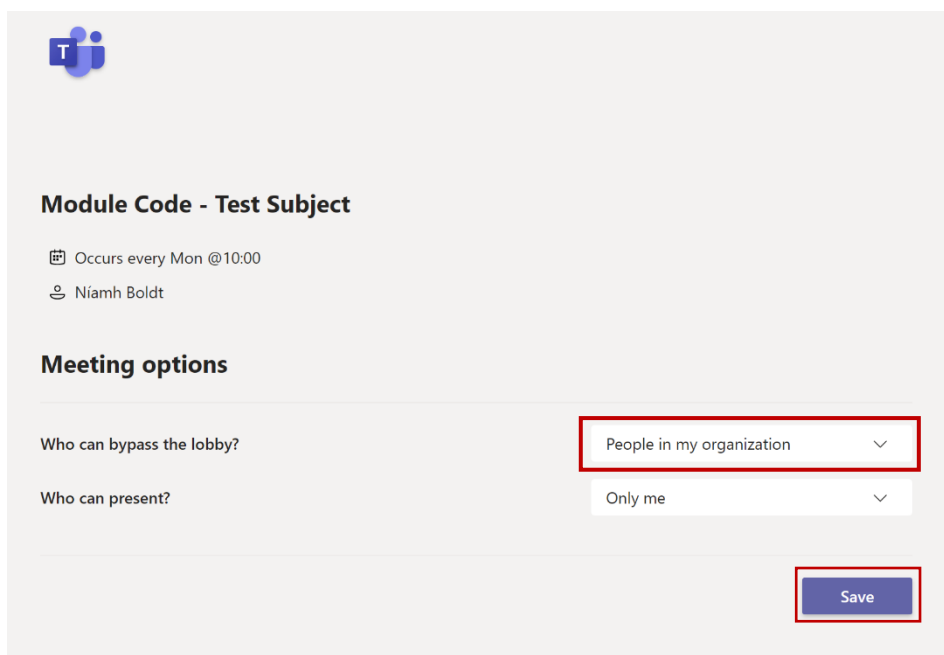 T
Module Code - Test Subject
Occurs every Mon @10:00
Níamh Boldt
Meeting options
Who can bypass the lobby? People in my organization
Who can present? Only me
Save